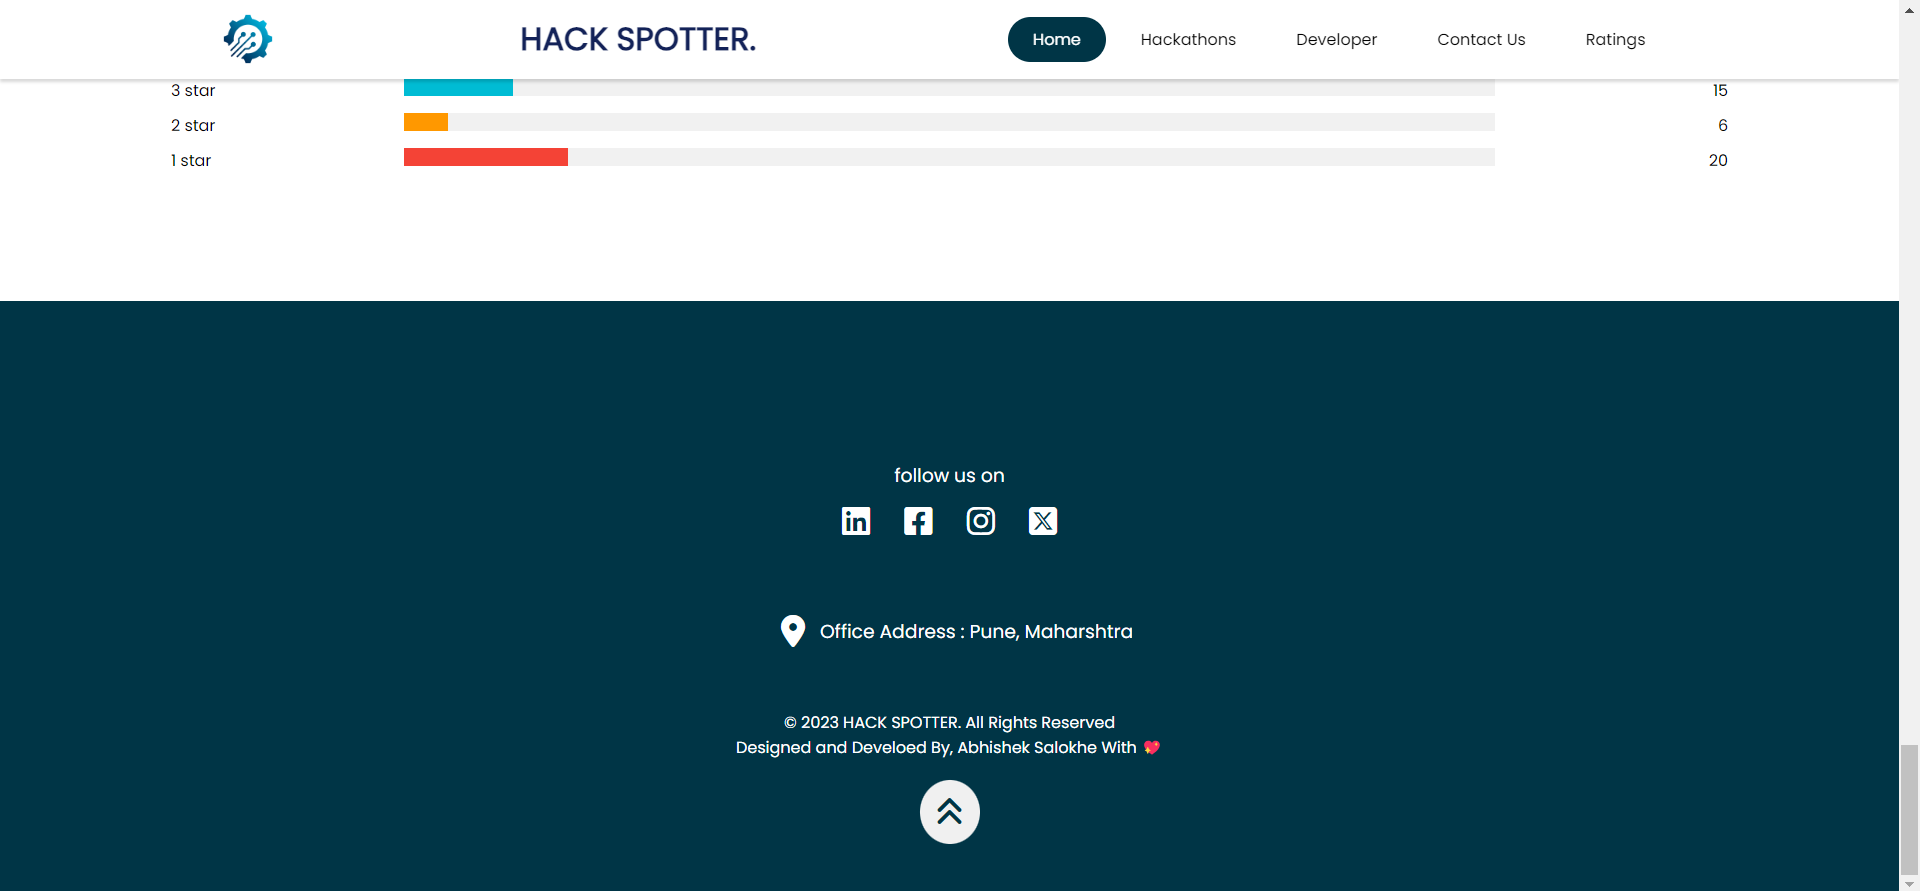 HACK SPOTTER.
Home Hackathons Developer Contact Us Ratings
3 star 15
2 star 6
1 star 20
follow us on
Office Address : Pune, Maharshtra
© 2023 HACK SPOTTER. All Rights Reserved
Designed and Develoed By, Abhishek Salokhe With 💖